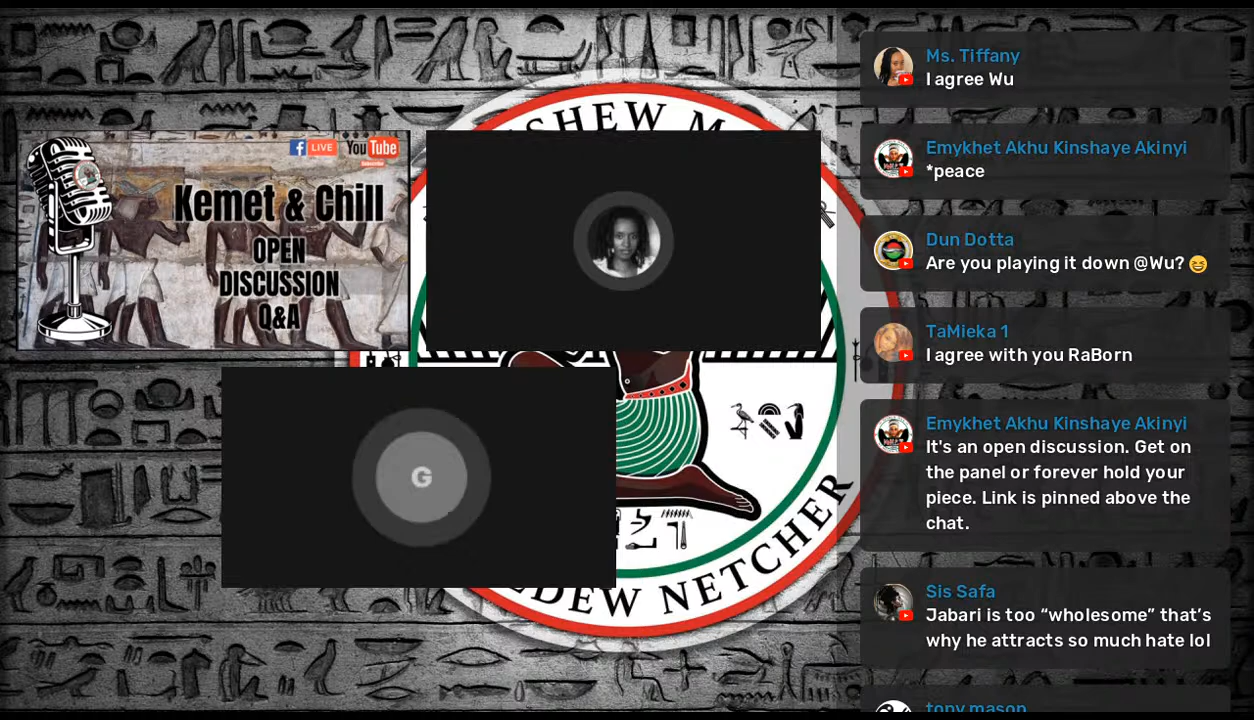 SHEW M
LIVE
YouTube
Subscribe
Kemet & Chill
OPEN
DISCUSSION
Q&A
G
DEW NETCHER
Ms. Tiffany
I agree Wu
Emykhet Akhu Kinshaye Akinyi
*peace
Dun Dotta
Are you playing it down @Wu? 😆
TaMieka 1
I agree with you RaBorn
Emykhet Akhu Kinshaye Akinyi
It's an open discussion. Get on
the panel or forever hold your
piece. Link is pinned above the
chat.
Sis Safa
Jabari is too “wholesome” that’s
why he attracts so much hate lol
tony mason